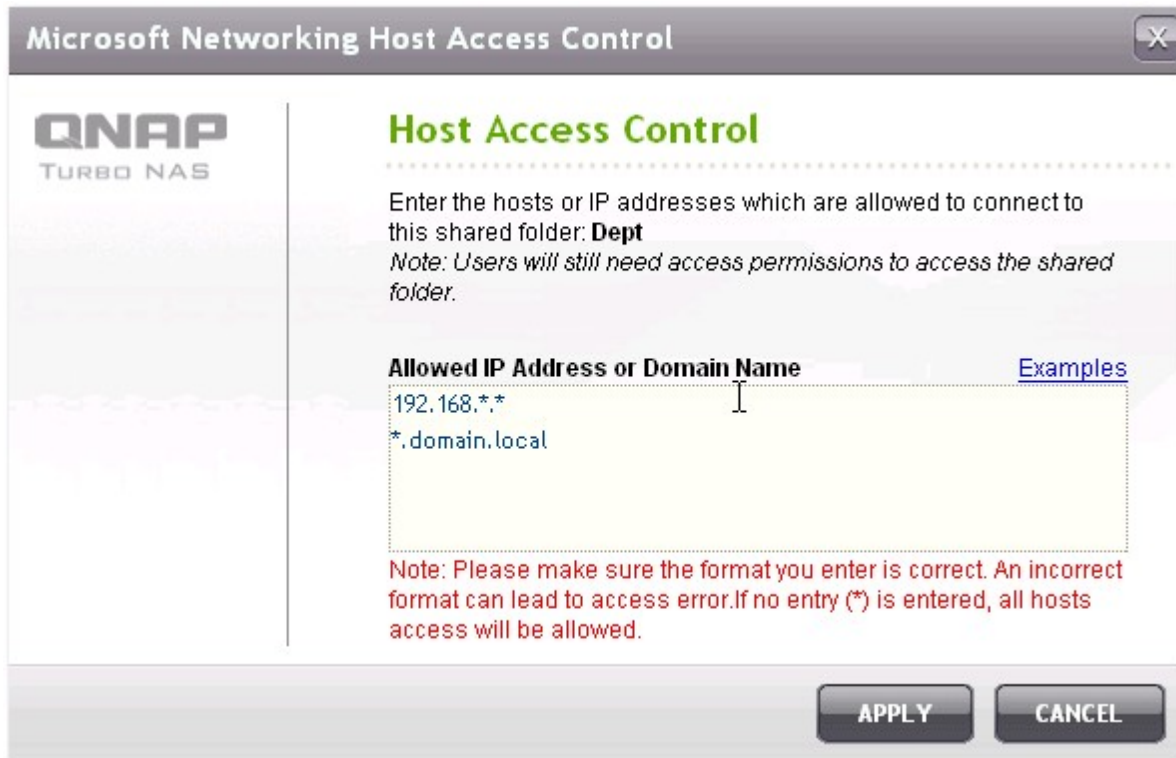 Microsoft Networking Host Access Control
X
QNAP
TURBO NAS
Host Access Control
Enter the hosts or IP addresses which are allowed to connect to
this shared folder: Dept
Note: Users will still need access permissions to access the shared
folder.
Allowed IP Address or Domain Name
Examples
192.168.*.*
*.domain.local
Note: Please make sure the format you enter is correct. An incorrect
format can lead to access error.If no entry (*) is entered, all hosts
access will be allowed.
APPLY
CANCEL